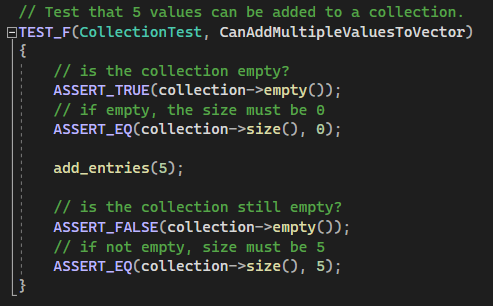 // Test that 5 values can be added to a collection.
TEST_F(CollectionTest, CanAddMultipleValuesToVector)
{
    // is the collection empty?
    ASSERT_TRUE(collection->empty());
    // if empty, the size must be 0
    ASSERT_EQ(collection->size(), 0);

    add_entries(5);

    // is the collection still empty?
    ASSERT_FALSE(collection->empty());
    // if not empty, size must be 5
    ASSERT_EQ(collection->size(), 5);
}